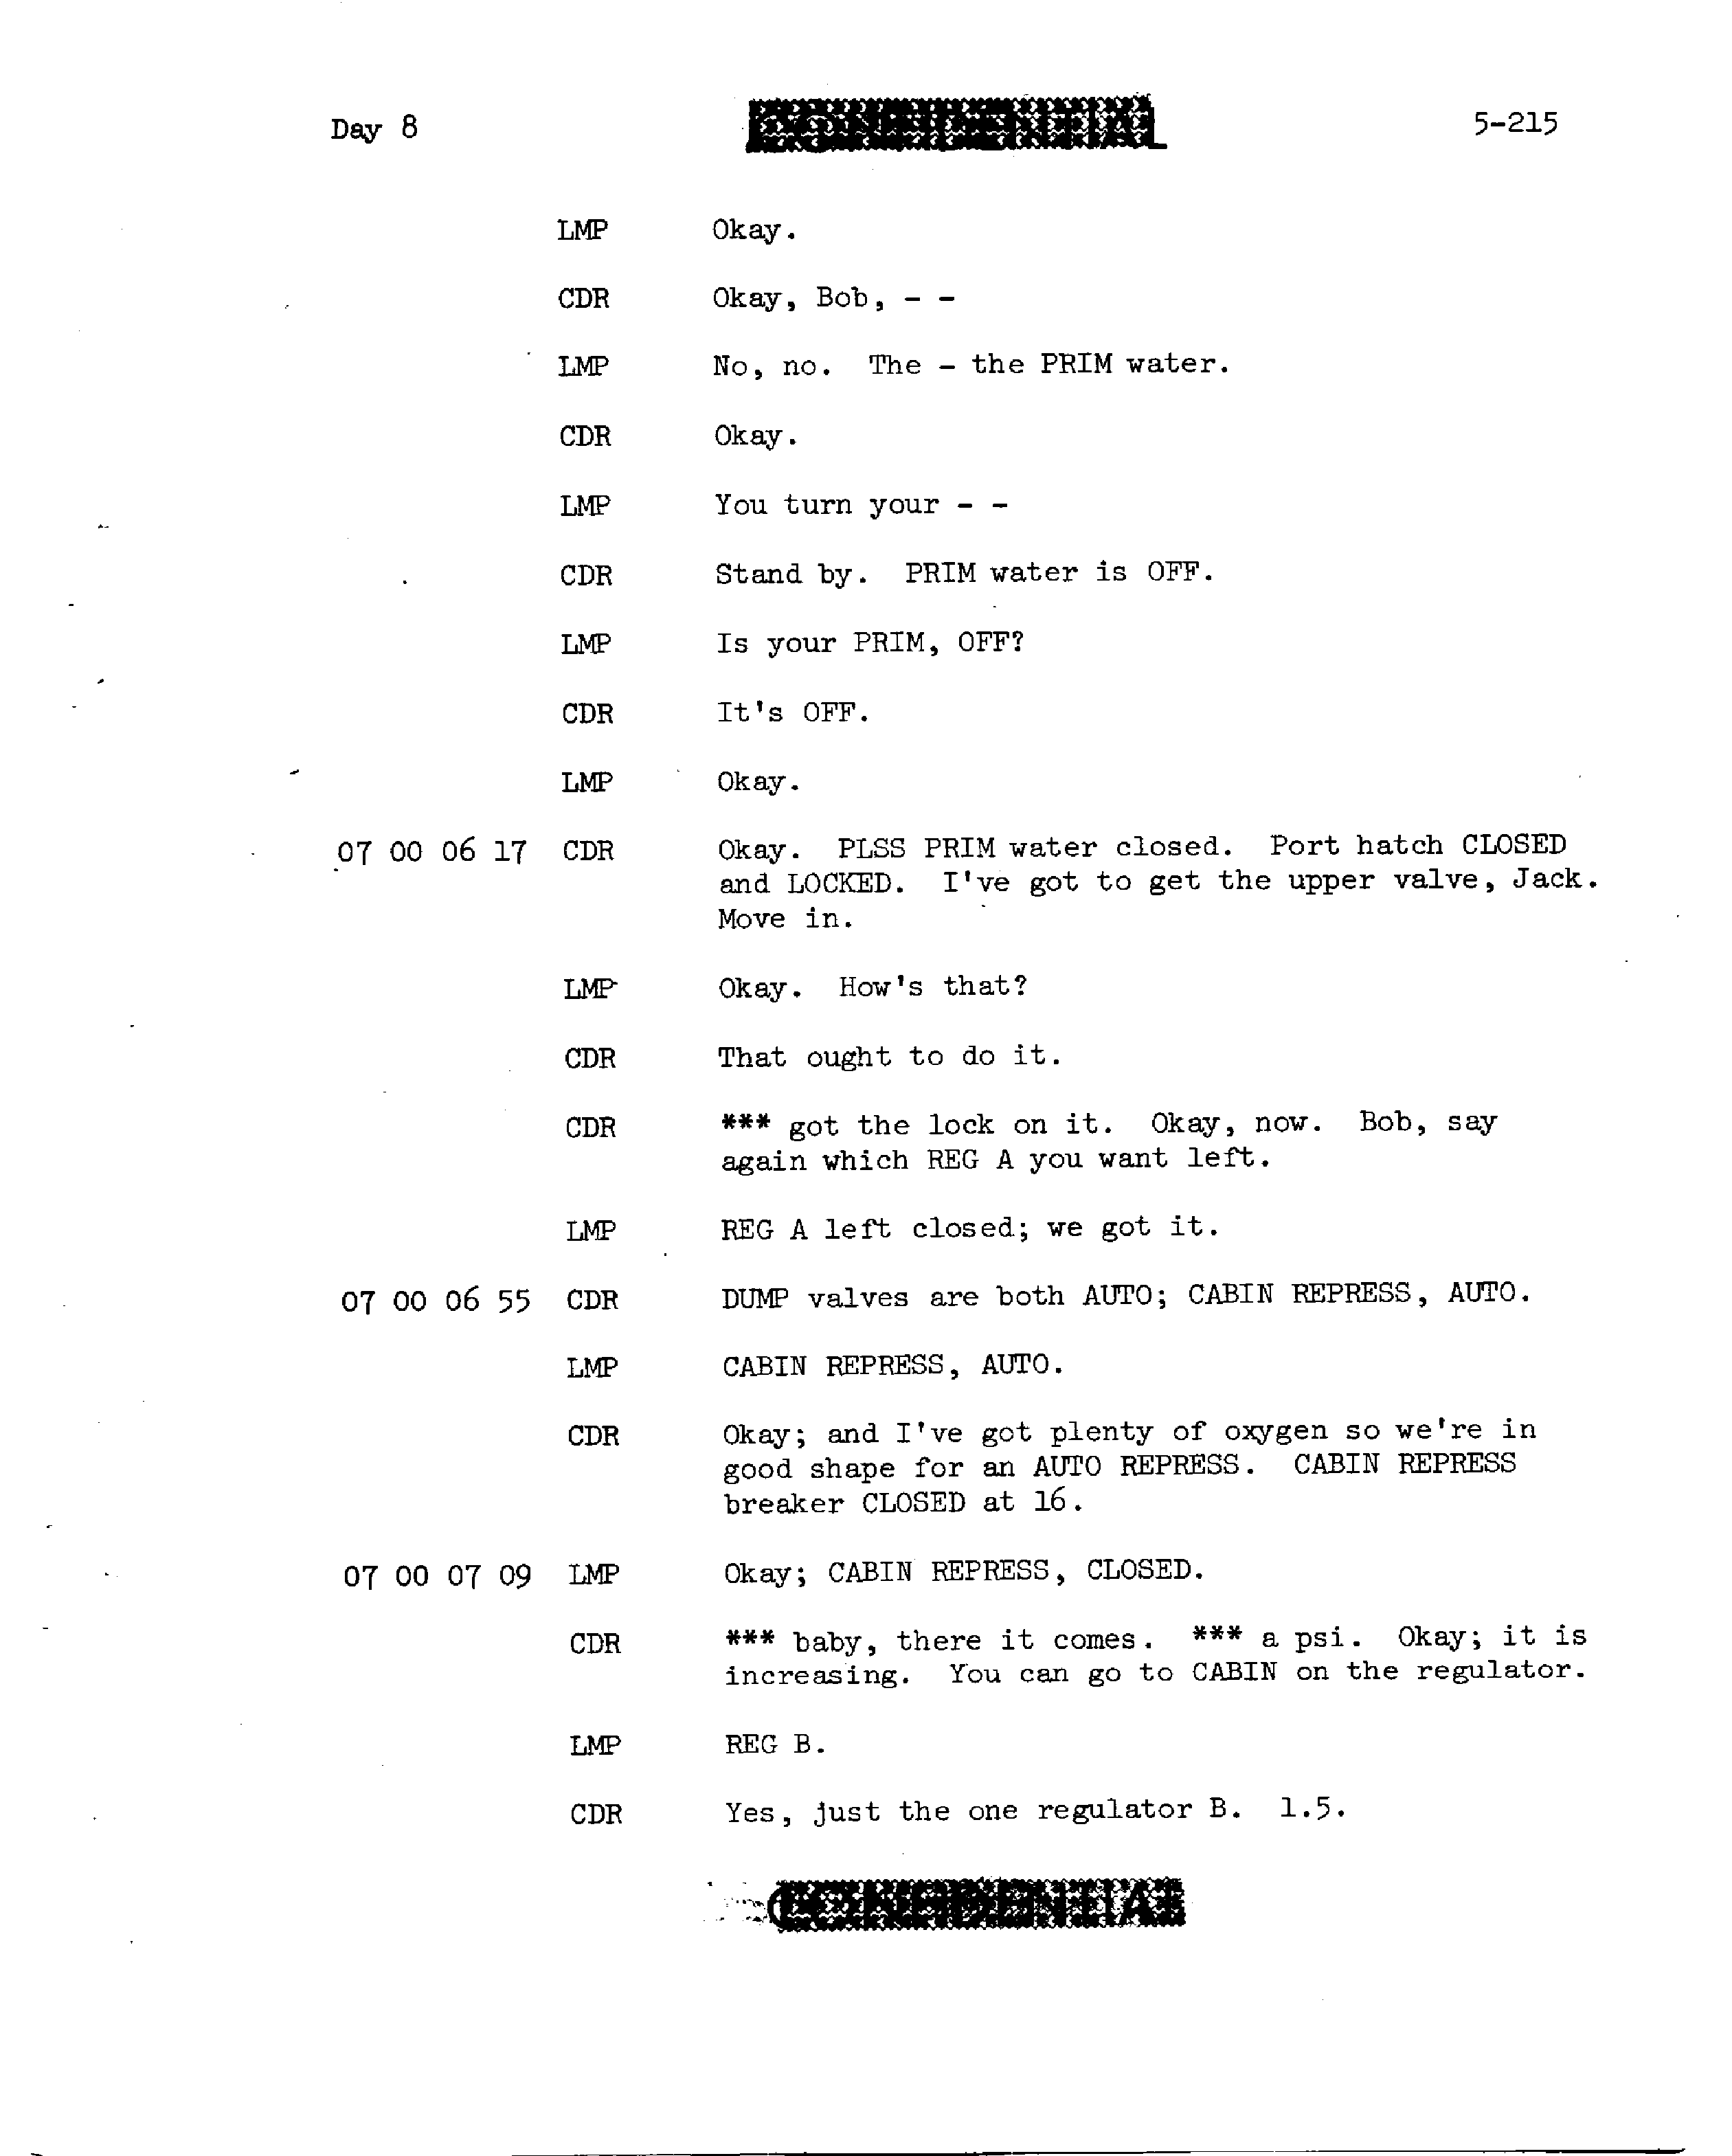 Day 8 CONFIDENTIAL 5-215
LMP Okay.
CDR Okay, Bob, - -
LMP No, no. The - the PRIM water.
CDR Okay.
LMP You turn your - -
CDR Stand by. PRIM water is OFF.
LMP Is your PRIM, OFF?
CDR It's OFF.
LMP Okay.
07 00 06 17 CDR Okay. PLSS PRIM water closed. Port hatch CLOSED
and LOCKED. I've got to get the upper valve, Jack.
Move in.
LMP Okay. How's that?
CDR That ought to do it.
CDR *** got the lock on it. Okay, now. Bob, say
again which REG A you want left.
LMP REG A left closed; we got it.
07 00 06 55 CDR DUMP valves are both AUTO; CABIN REPRESS, AUTO.
LMP CABIN REPRESS, AUTO.
CDR Okay; and I've got plenty of oxygen so we're in
good shape for an AUTO REPRESS. CABIN REPRESS
breaker CLOSED at 16.
07 00 07 09 LMP Okay; CABIN REPRESS, CLOSED.
CDR *** baby, there it comes. *** a psi. Okay; it is
increasing. You can go to CABIN on the regulator.
LMP REG B.
CDR Yes, just the one regulator B. 1.5.
CONFIDENTIAL